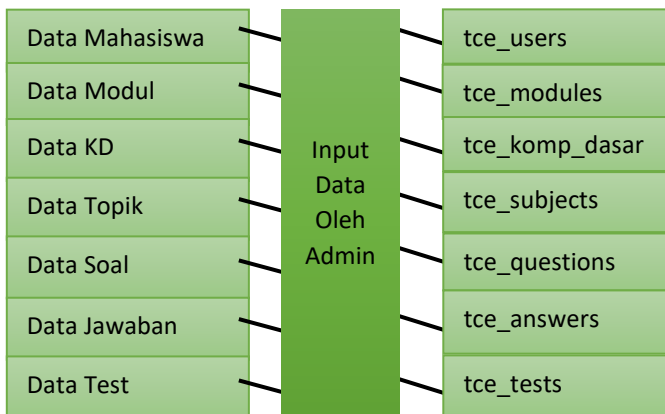 Data Mahasiswa
Data Modul
Data KD
Data Topik
Data Soal
Data Jawaban
Data Test
Input
Data
Oleh
Admin
tce_users
tce_modules
tce_komp_dasar
tce_subjects
tce_questions
tce_answers
tce_tests